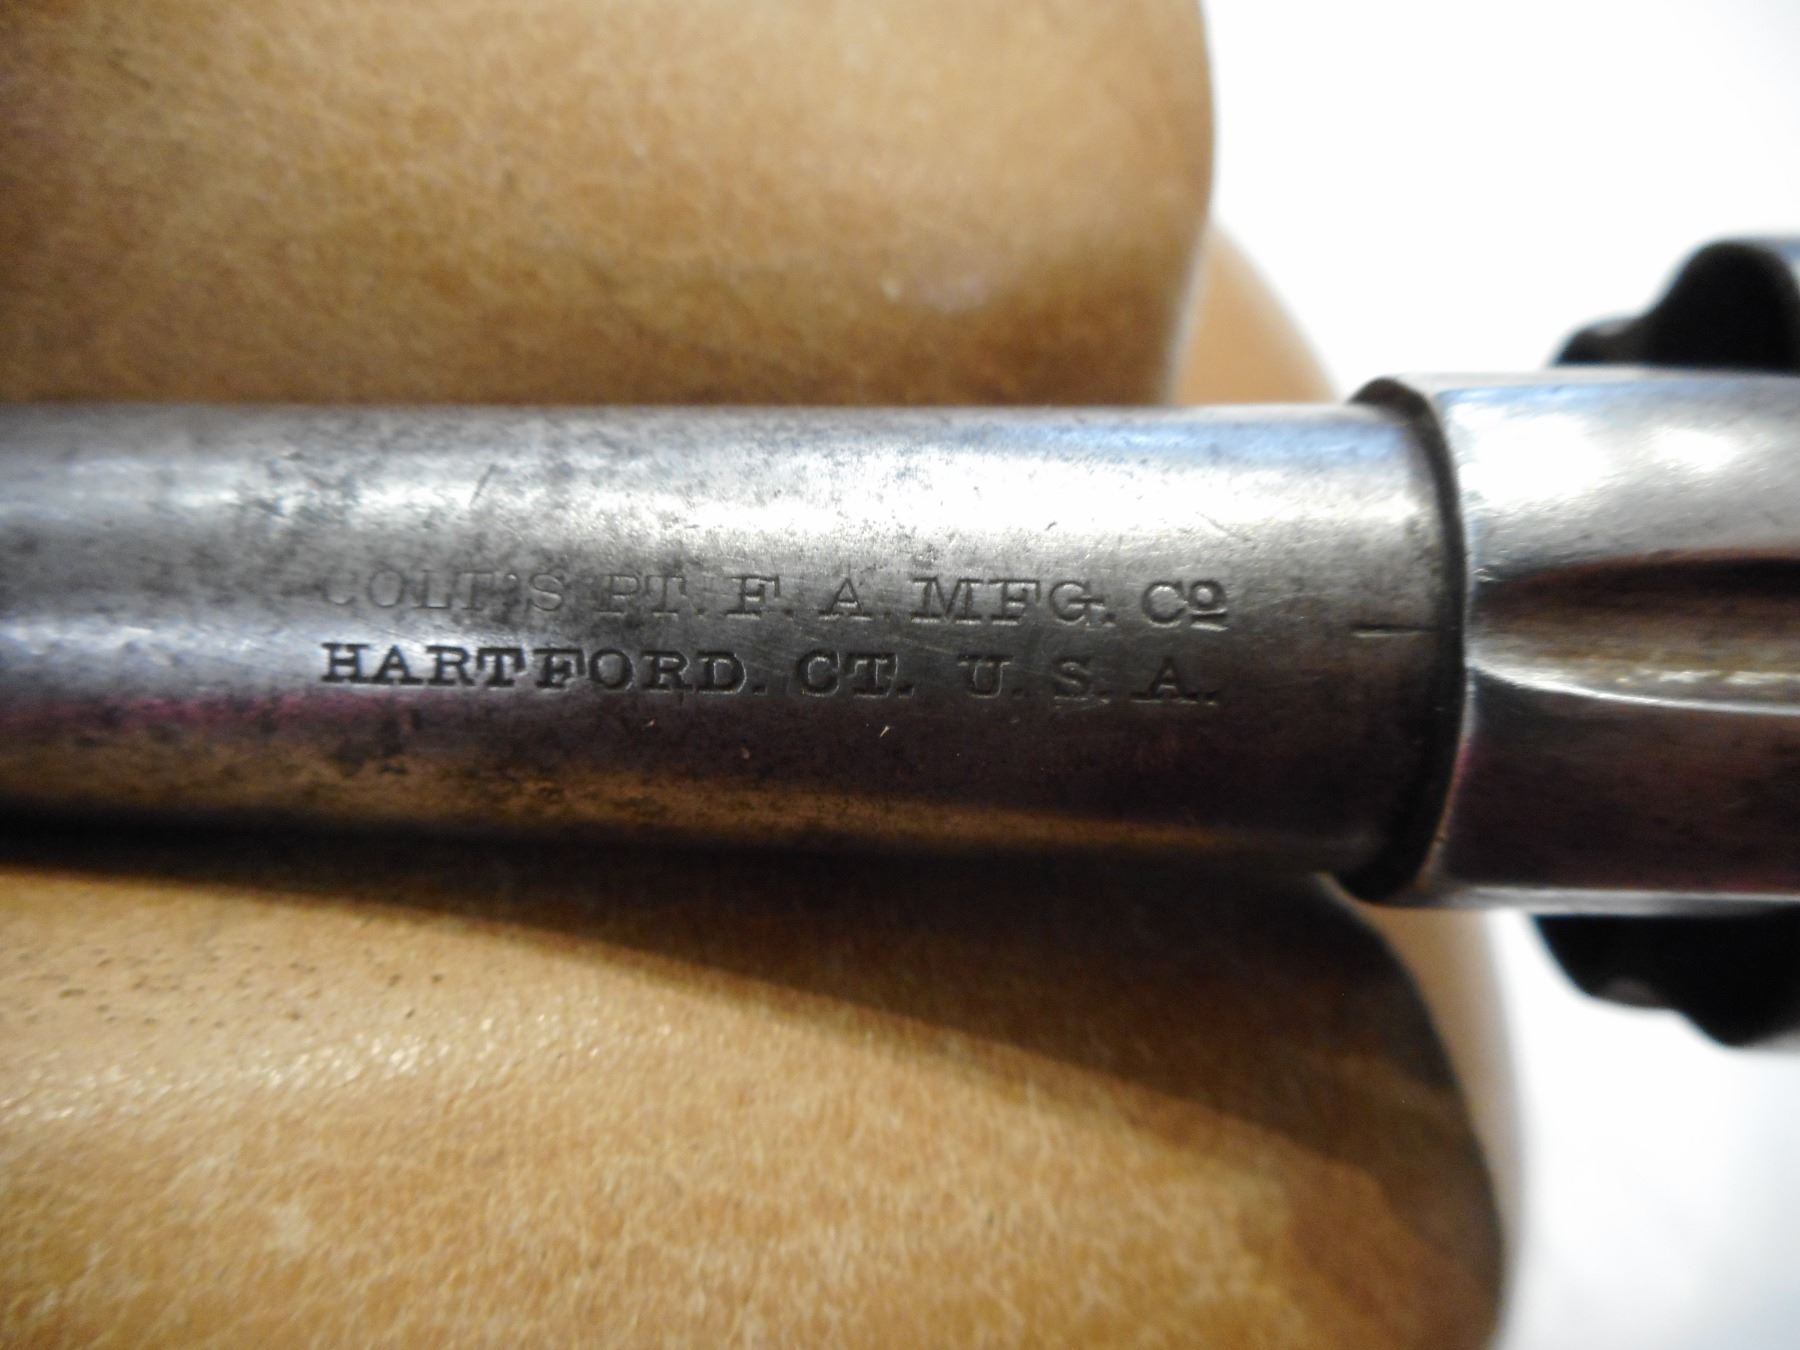 COLT'S PT. F. A. MFG. Cº
HARTFORD. CT. U. S. A.